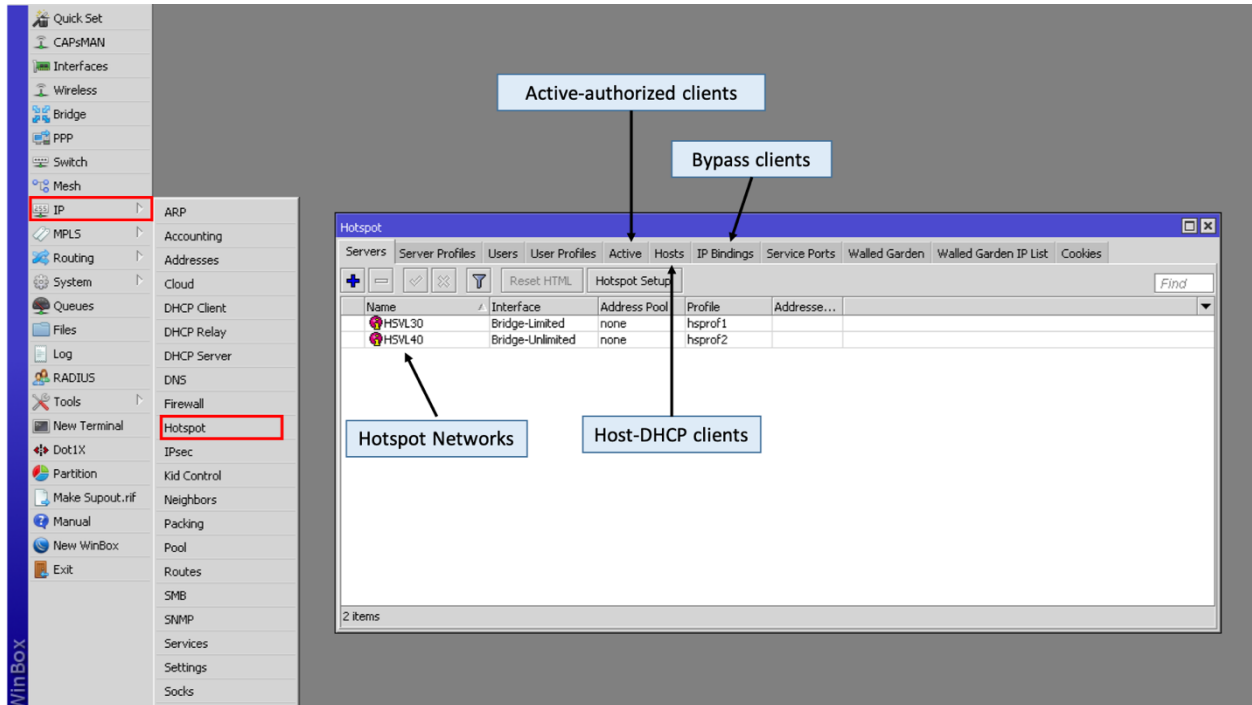 Quick Set
CAPsMAN
Interfaces
Wireless
Bridge
PPP
Switch
Mesh
IP
MPLS
Routing
System
Queues
Files
Log
RADIUS
Tools
New Terminal
Dot1X
Partition
Make Supout.rif
Manual
New WinBox
Exit
WinBox
ARP
Accounting
Addresses
Cloud
DHCP Client
DHCP Relay
DHCP Server
DNS
Firewall
Hotspot
IPsec
Kid Control
Neighbors
Packing
Pool
Routes
SMB
SNMP
Services
Settings
Socks
Active-authorized clients
Bypass clients
Hotspot
Servers Server Profiles Users User Profiles Active Hosts IP Bindings Service Ports Walled Garden Walled Garden IP List Cookies
Reset HTML Hotspot Setup Find
Name Interface Address Pool Profile Addresse...
HSVL30 Bridge-Limited none hsprof1
HSVL40 Bridge-Unlimited none hsprof2
Hotspot Networks
Host-DHCP clients
2 items